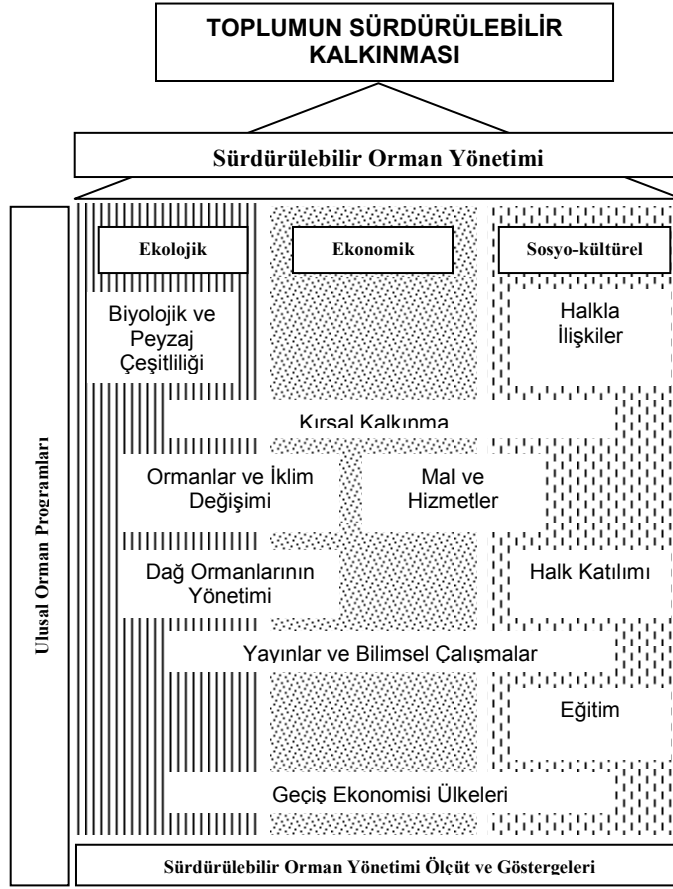 TOPLUMUN SÜRDÜRÜLEBİLİR
KALKINMASI
Sürdürülebilir Orman Yönetimi
Ulusal Orman Programları
Ekolojik
Ekonomik
Sosyo-kültürel
Biyolojik ve
Peyzaj
Çeşitliliği
Halkla
İlişkiler
Kırsal Kalkınma
Ormanlar ve İklim
Değişimi
Mal ve
Hizmetler
Dağ Ormanlarının
Yönetimi
Halk Katılımı
Yayınlar ve Bilimsel Çalışmalar
Eğitim
Geçiş Ekonomisi Ülkeleri
Sürdürülebilir Orman Yönetimi Ölçüt ve Göstergeleri